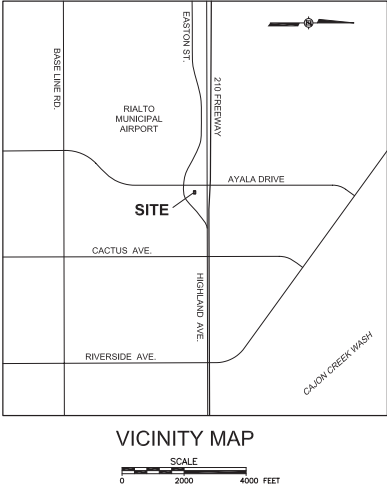 EASTON ST.
BASE LINE RD.
210 FREEWAY
RIALTO
MUNICIPAL
AIRPORT
AYALA DRIVE
SITE
CACTUS AVE.
HIGHLAND AVE.
RIVERSIDE AVE.
CAJON CREEK WASH
VICINITY MAP
SCALE
0 2000 4000 FEET